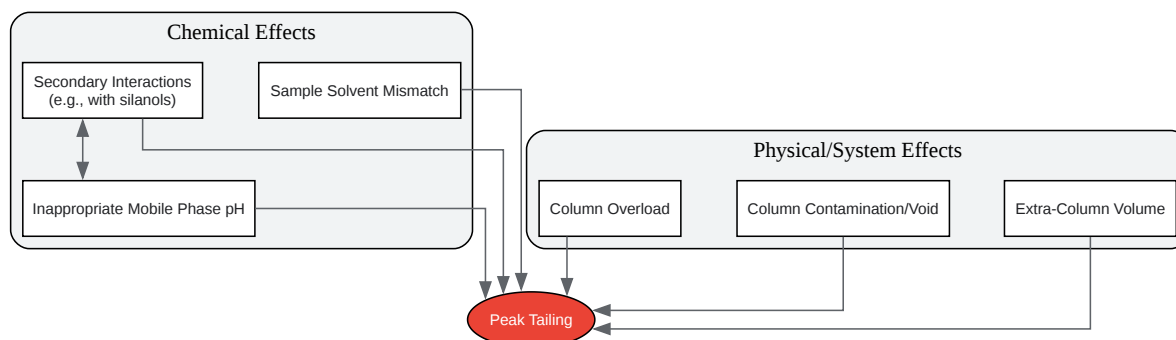 Chemical Effects
Secondary Interactions
(e.g., with silanols)
Sample Solvent Mismatch
Inappropriate Mobile Phase pH
Physical/System Effects
Column Overload
Column Contamination/Void
Extra-Column Volume
Peak Tailing